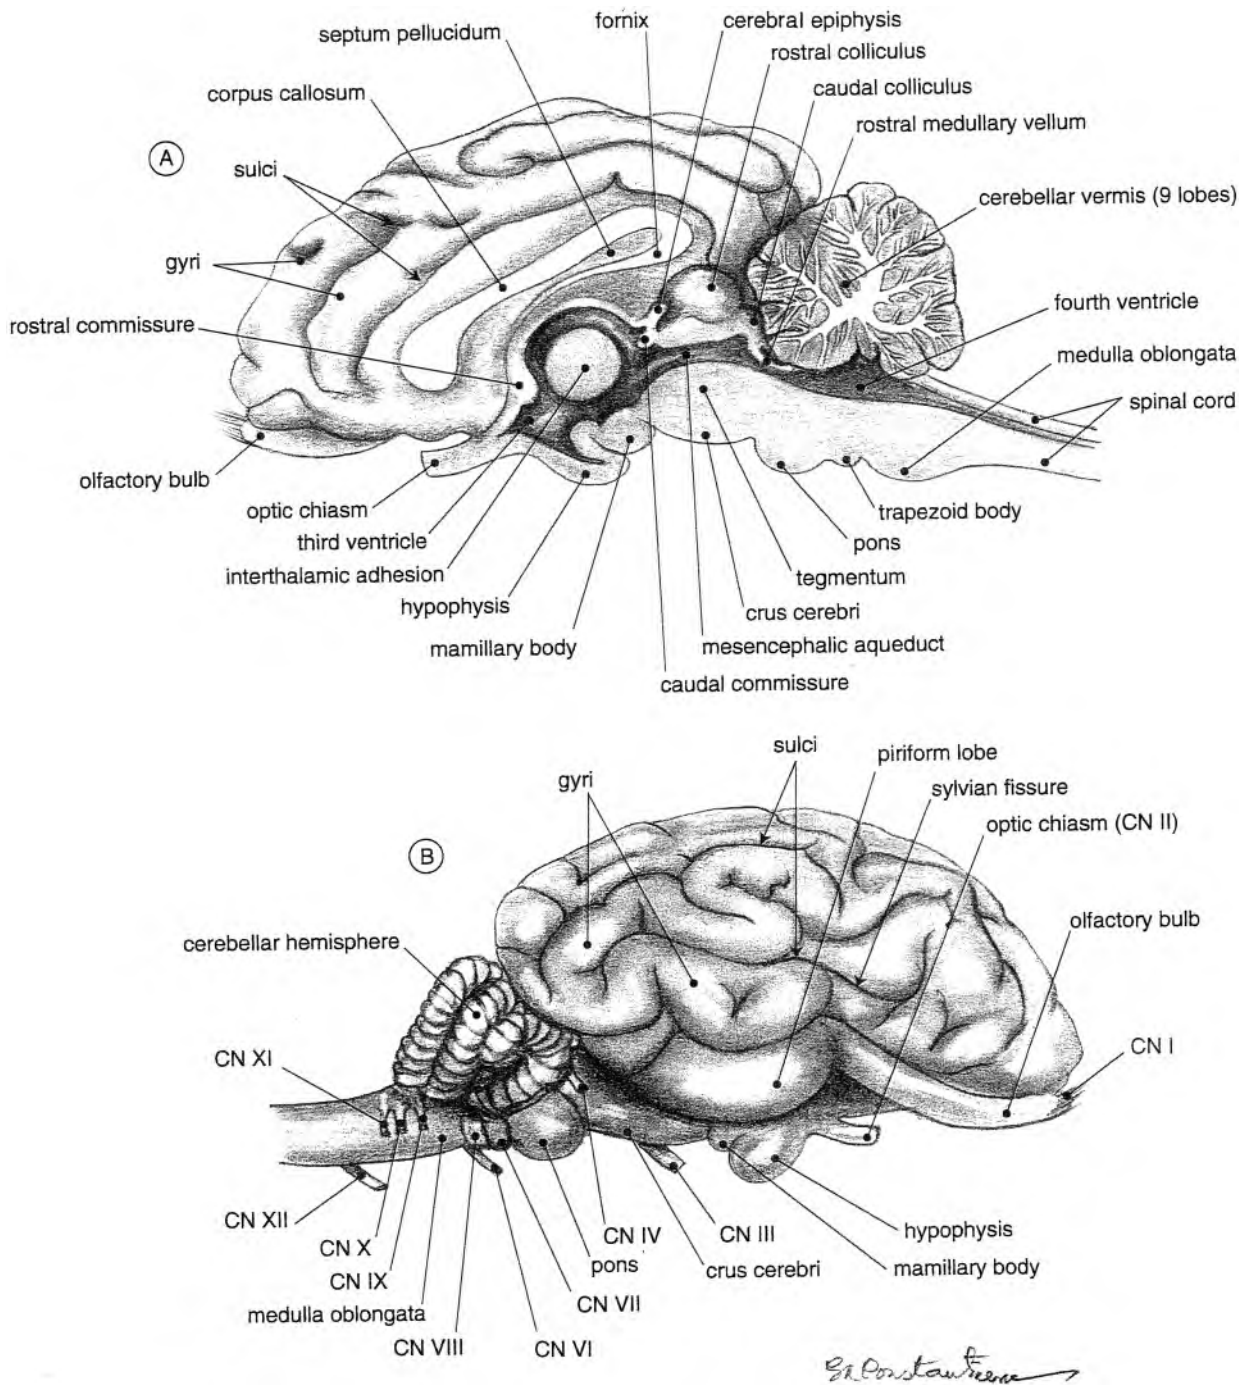 fornix
cerebral epiphysis
septum pellucidum
rostral colliculus
corpus callosum
caudal colliculus
rostral medullary vellum
A
sulci
cerebellar vermis (9 lobes)
gyri
rostral commissure
fourth ventricle
medulla oblongata
spinal cord
olfactory bulb
optic chiasm
trapezoid body
third ventricle
pons
interthalamic adhesion
tegmentum
hypophysis
crus cerebri
mamillary body
mesencephalic aqueduct
caudal commissure
sulci
piriform lobe
gyri
sylvian fissure
optic chiasm (CN II)
B
olfactory bulb
cerebellar hemisphere
CN XI
CN I
CN XII
CN X
CN IV
CN III
hypophysis
CN IX
pons
crus cerebri
mamillary body
medulla oblongata
CN VII
CN VIII
CN VI